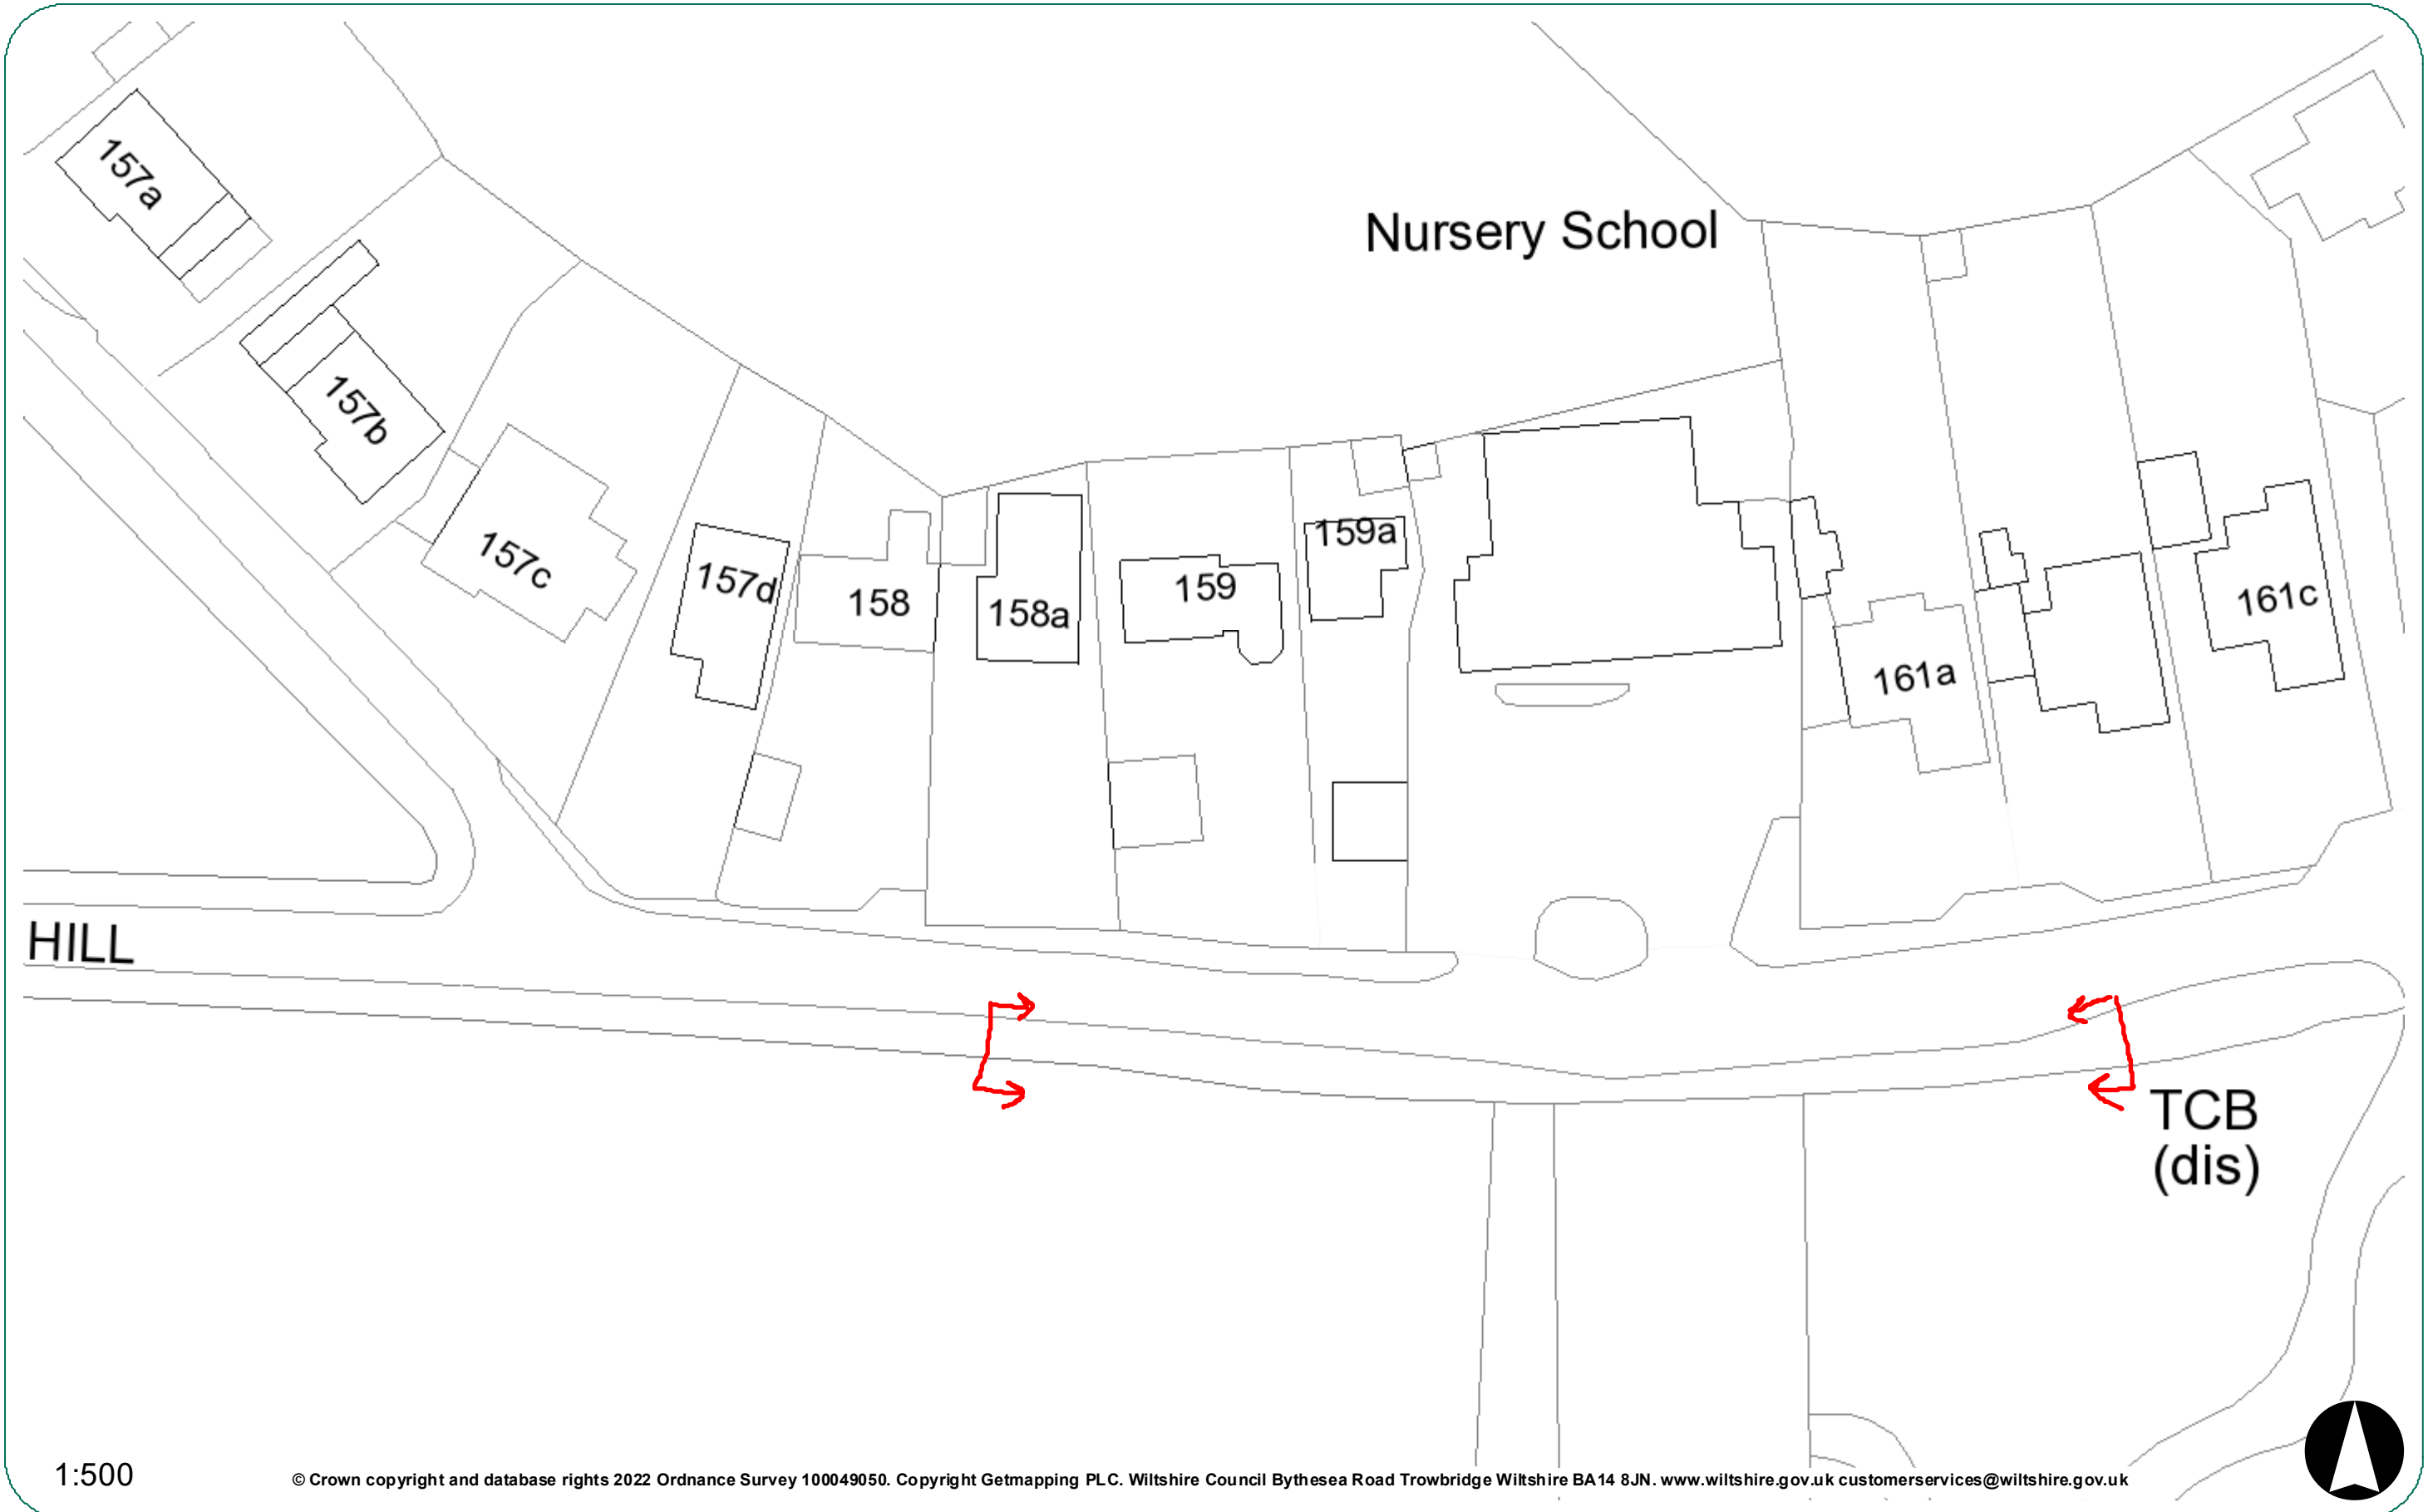 157a
Nursery School
157b
157c
157d
158
158a
159
159a
161a
161c
HILL
TCB
(dis)
1:500
© Crown copyright and database rights 2022 Ordnance Survey 100049050. Copyright Getmapping PLC. Wiltshire Council Bythesea Road Trowbridge Wiltshire BA14 8JN. www.wiltshire.gov.uk customerservices@wiltshire.gov.uk